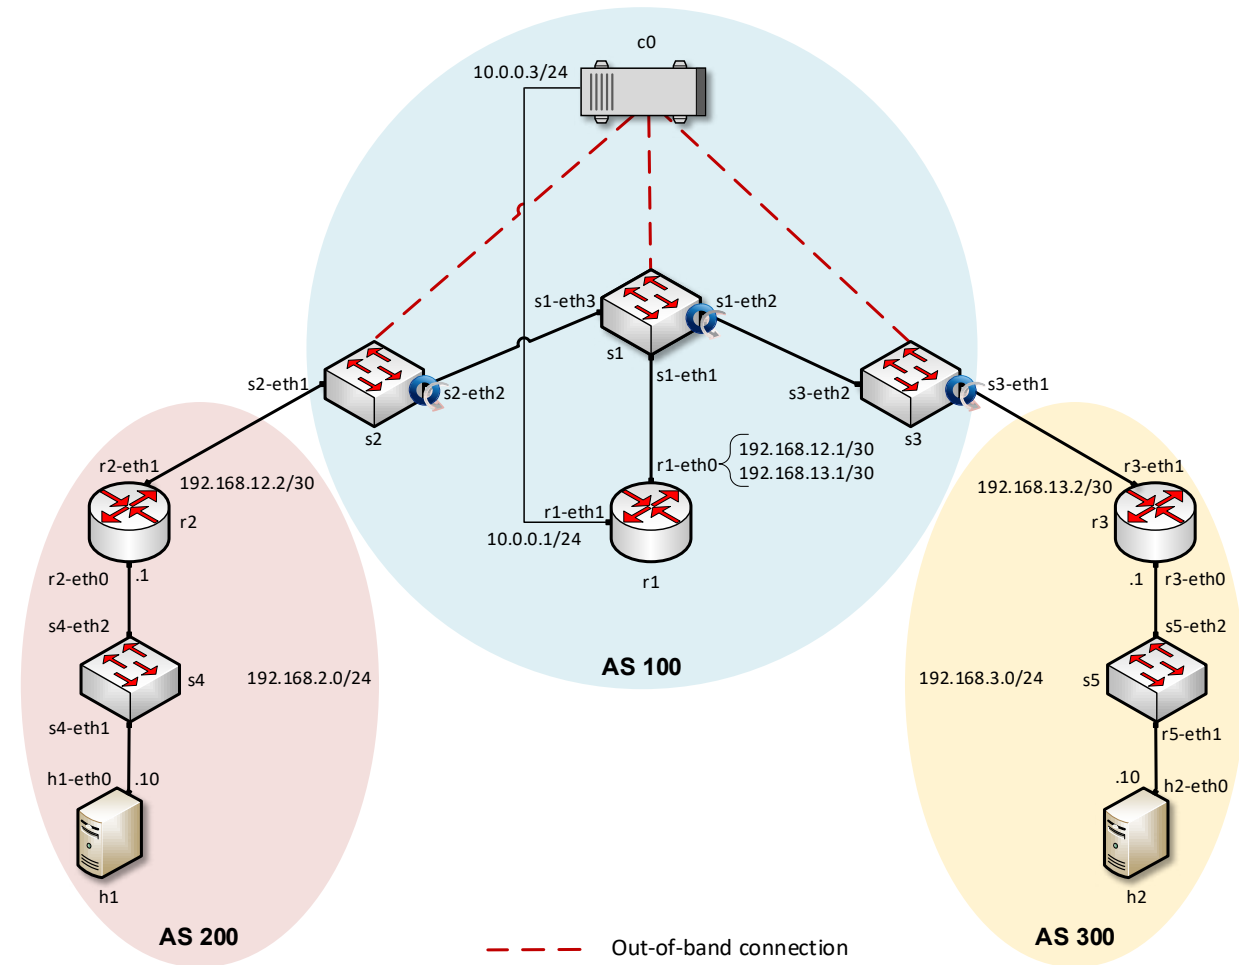 c0
10.0.0.3/24
s1-eth3
s1-eth2
s1
s1-eth1
s2-eth1
s2-eth2
s2
s3-eth2
s3-eth1
s3
r2-eth1
192.168.12.2/30
r2
r1-eth0
192.168.12.1/30
192.168.13.1/30
r1-eth1
10.0.0.1/24
r1
r3-eth1
192.168.13.2/30
r3
r2-eth0
.1
s4-eth2
s4
192.168.2.0/24
s4-eth1
h1-eth0
.10
h1
AS 200
AS 100
.1
r3-eth0
s5-eth2
192.168.3.0/24
s5
r5-eth1
.10
h2-eth0
h2
AS 300
Out-of-band connection